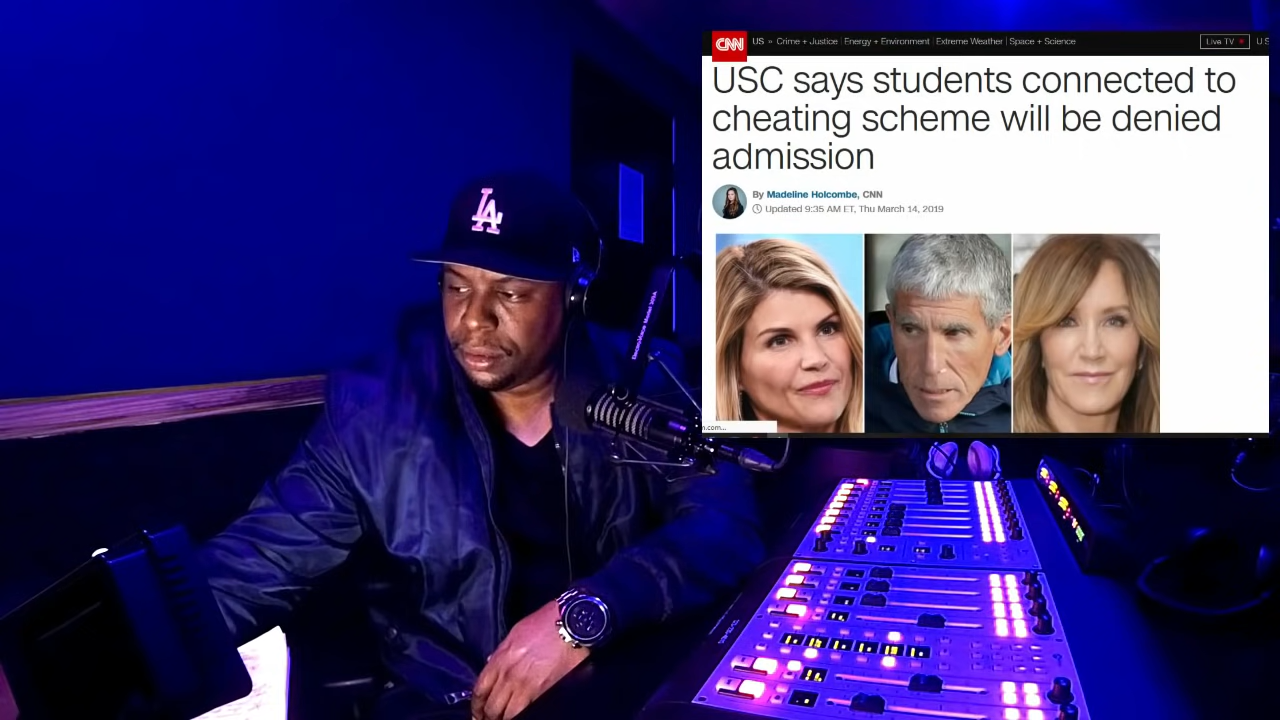 CNN
US » Crime + Justice | Energy + Environment | Extreme Weather | Space + Science
Live TV
U S
USC says students connected to
cheating scheme will be denied
admission
By Madeline Holcombe, CNN
Updated 9:35 AM ET, Thu March 14, 2019
n.com...
LA